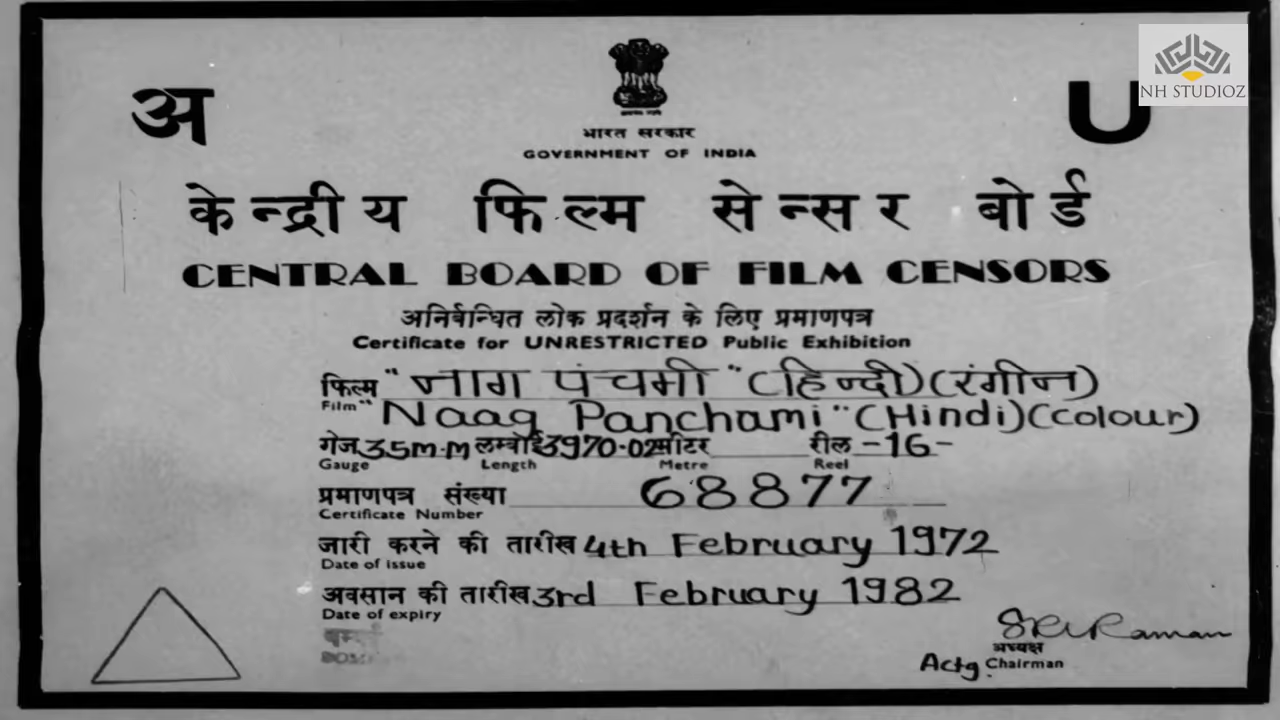 अ
U
NH STUDIOZ
भारत सरकार
GOVERNMENT OF INDIA
केन्द्रीय फिल्म सेन्सर बोर्ड
CENTRAL BOARD OF FILM CENSORS
अनिर्बन्धित लोक प्रदर्शन के लिए प्रमाणपत्र
Certificate for UNRESTRICTED Public Exhibition
फिल्म "नाग पंचमी" (हिन्दी)(रंगीन)
Film "Naag Panchami" (Hindi)(colour)
गेज 35m.m लम्बाई 3970.02 मीटर रील -16-
Gauge Length Metre Reel
प्रमाणपत्र संख्या 68877
Certificate Number
जारी करने की तारीख 4th February 1972
Date of issue
अवसान की तारीख 3rd February 1982
Date of expiry
अध्यक्ष
Actg. Chairman